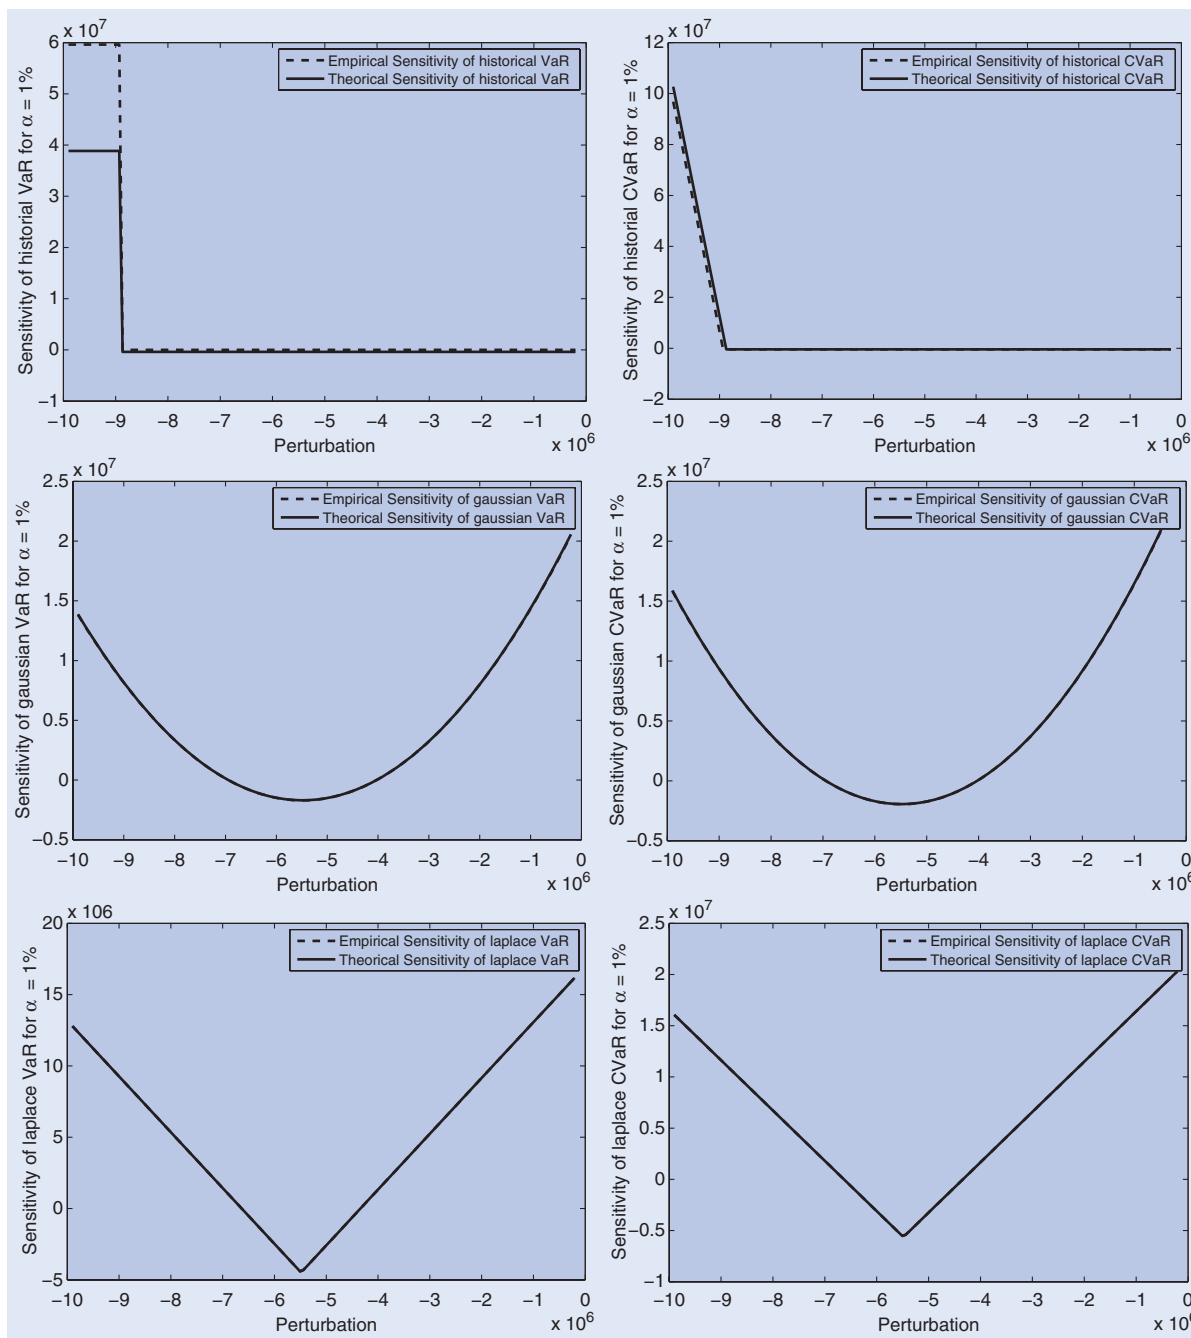 x 10^7
6
5
4
3
2
1
0
−1
Sensitivity of historial VaR for α = 1%
Empirical Sensitivity of historical VaR
Theorical Sensitivity of historical VaR
−10 −9 −8 −7 −6 −5 −4 −3 −2 −1 0
Perturbation
x 10^6
x 10^7
12
10
8
6
4
2
0
−2
Sensitivity of historial CVaR for α = 1%
Empirical Sensitivity of historical CVaR
Theorical Sensitivity of historical CVaR
−10 −9 −8 −7 −6 −5 −4 −3 −2 −1 0
Perturbation
x 10^6
x 10^7
2.5
2
1.5
1
0.5
0
−0.5
Sensitivity of gaussian VaR for α = 1%
Empirical Sensitivity of gaussian VaR
Theorical Sensitivity of gaussian VaR
−10 −9 −8 −7 −6 −5 −4 −3 −2 −1 0
Perturbation
x 10^6
x 10^7
2.5
2
1.5
1
0.5
0
−0.5
Sensitivity of gaussian CVaR for α = 1%
Empirical Sensitivity of gaussian CVaR
Theorical Sensitivity of gaussian CVaR
−10 −9 −8 −7 −6 −5 −4 −3 −2 −1 0
Perturbation
x 10^6
x 106
20
15
10
5
0
−5
Sensitivity of laplace VaR for α = 1%
Empirical Sensitivity of laplace VaR
Theorical Sensitivity of laplace VaR
−10 −9 −8 −7 −6 −5 −4 −3 −2 −1 0
Perturbation
x 10^6
x 10^7
2.5
2
1.5
1
0.5
0
−0.5
−1
Sensitivity of laplace CVaR for α = 1%
Empirical Sensitivity of laplace CVaR
Theorical Sensitivity of laplace CVaR
−10 −9 −8 −7 −6 −5 −4 −3 −2 −1 0
Perturbation
x 10^6